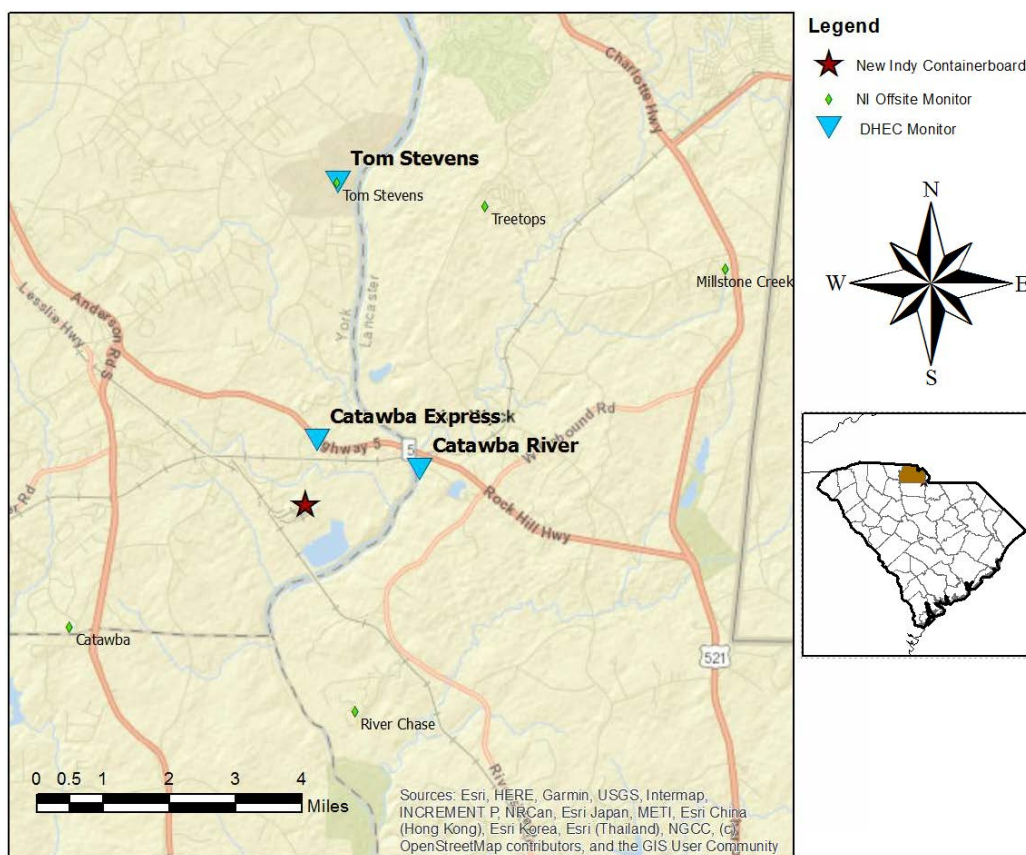 Legend
New Indy Containerboard
NI Offsite Monitor
DHEC Monitor
Charlotte Hwy
Tom Stevens
Tom Stevens
Treetops
Millstone Creek
Lesslie Hwy
Anderson Rd S
York
Lancaster
N
W
E
S
Catawba Express
Highway 5
5
Catawba River
Rd
Rock Hill Hwy
Catawba
521
River Chase
0 0.5 1 2 3 4
Miles
Sources: Esri, HERE, Garmin, USGS, Intermap,
INCREMENT P, NRCan, Esri Japan, METI, Esri China
(Hong Kong), Esri Korea, Esri (Thailand), NGCC, (c)
OpenStreetMap contributors, and the GIS User Community